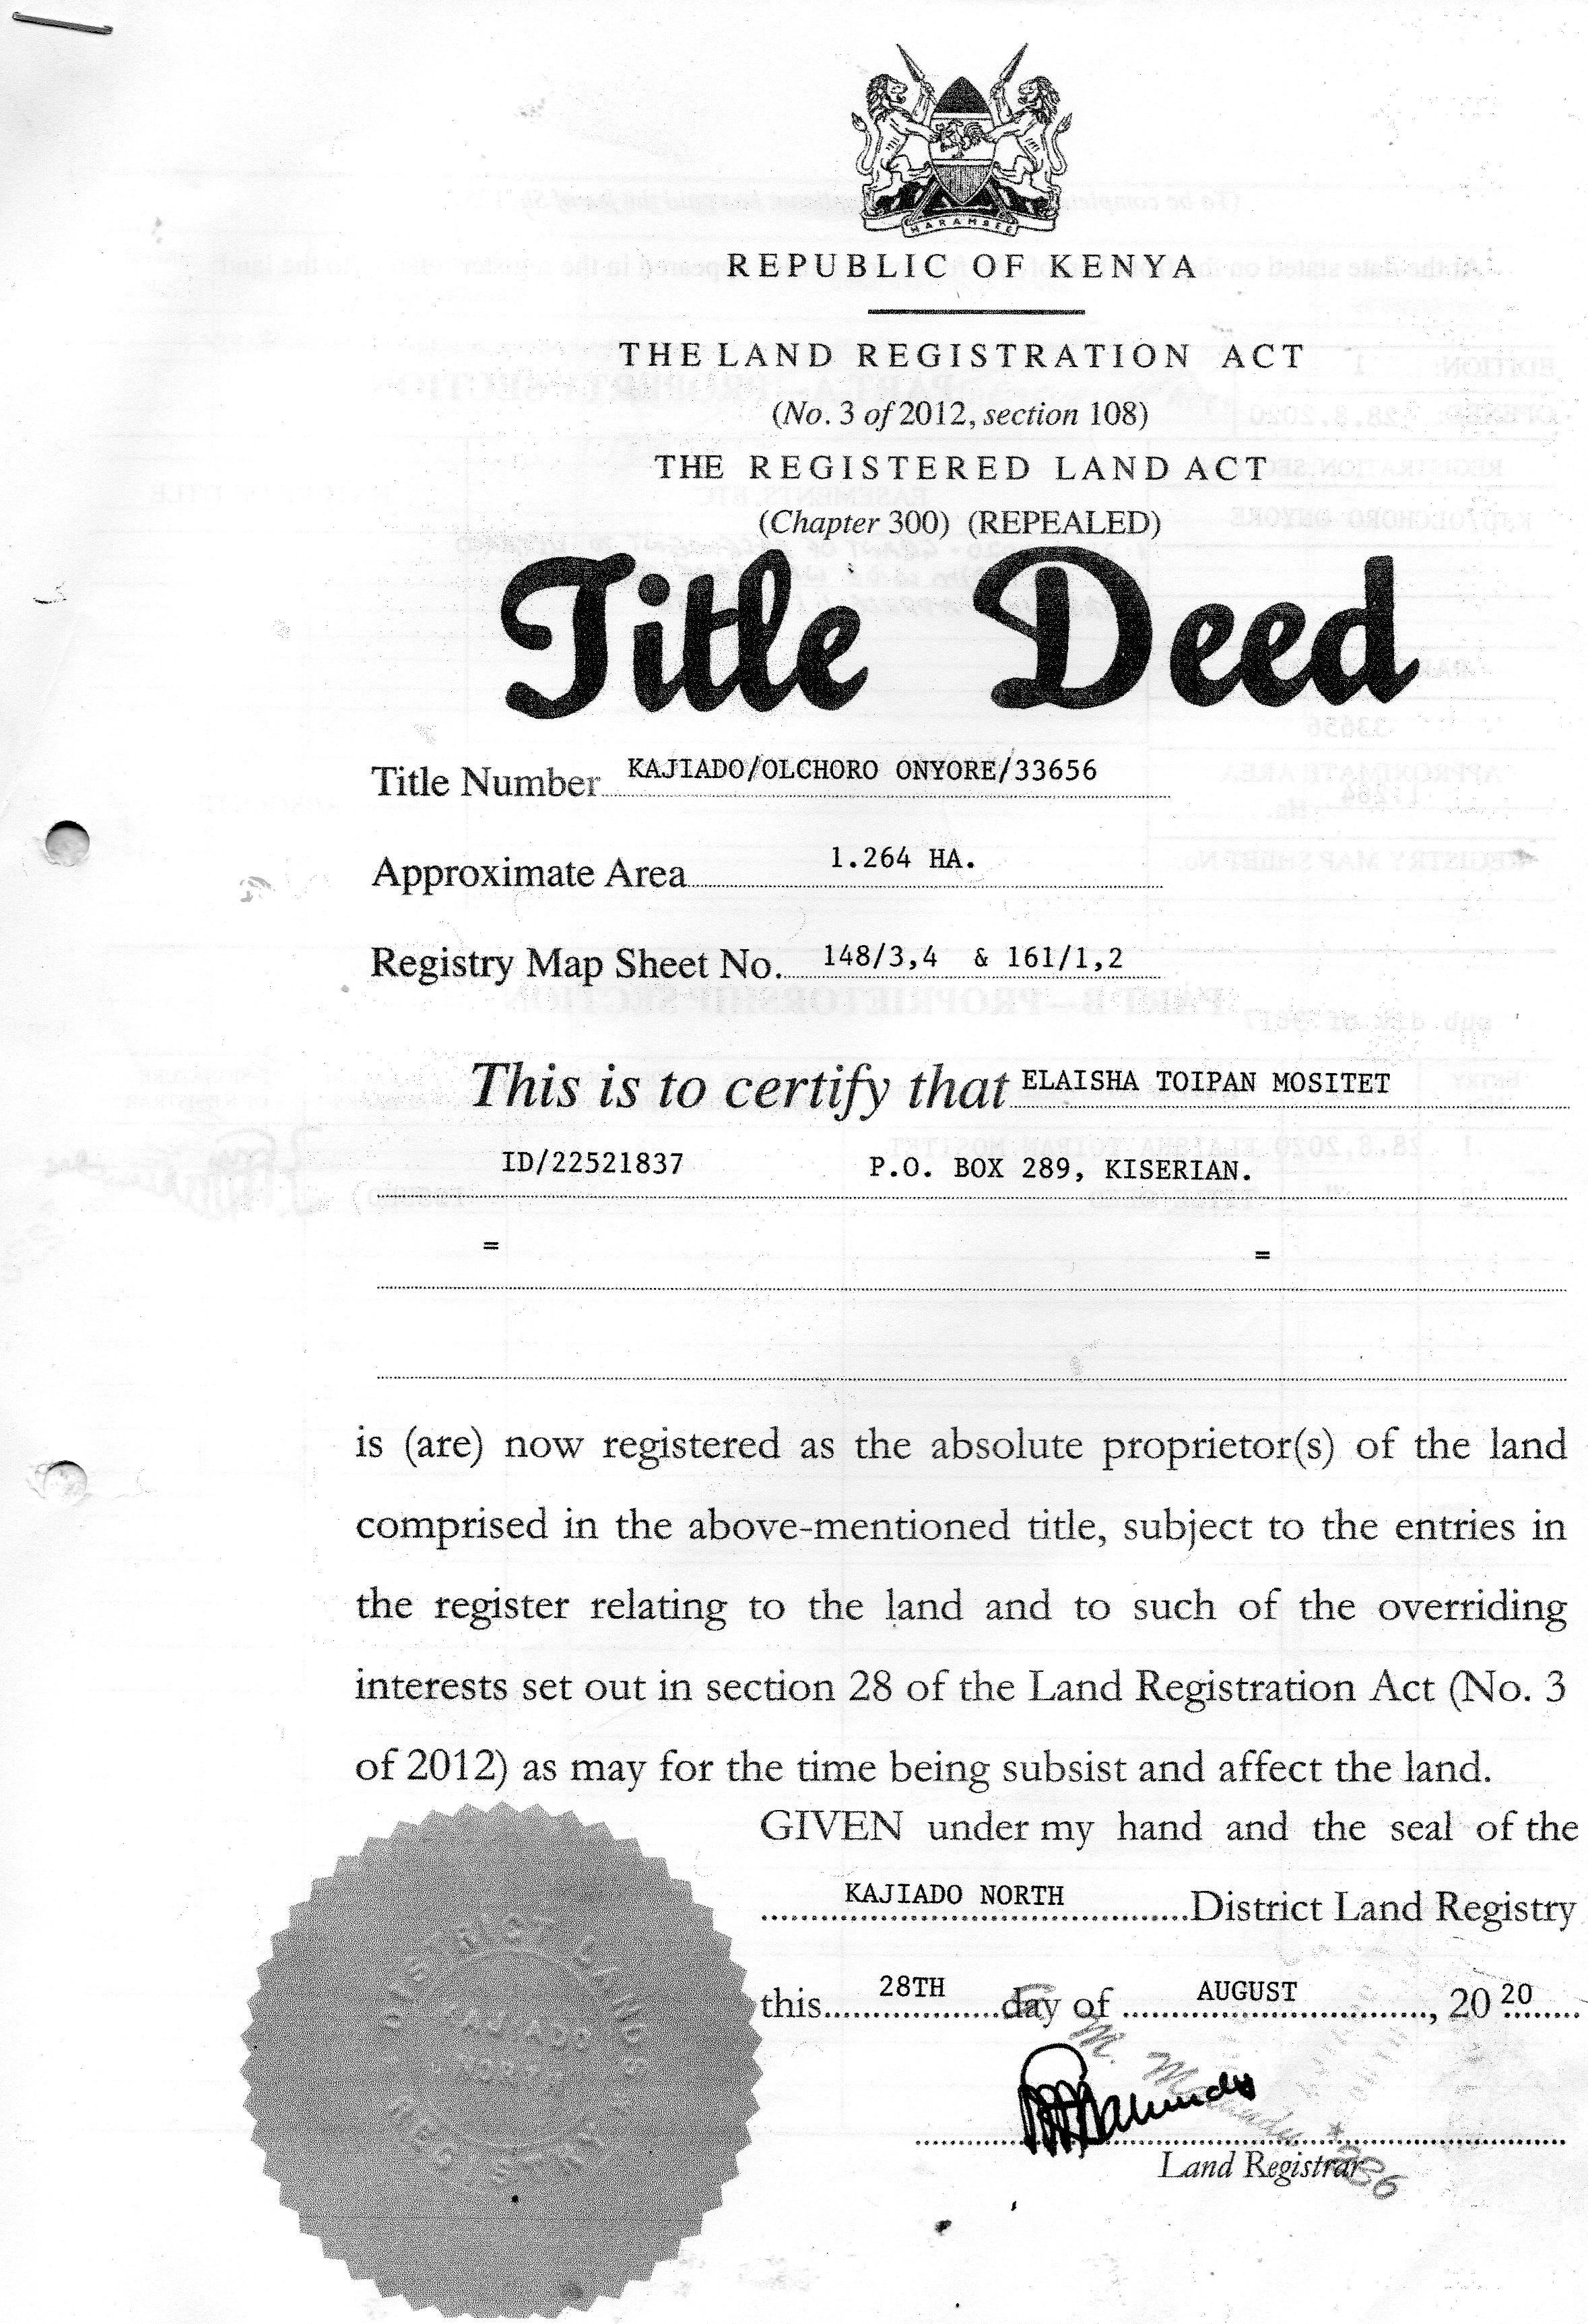 HARAMBEE
REPUBLIC OF KENYA
THE LAND REGISTRATION ACT
(No. 3 of 2012, section 108)
THE REGISTERED LAND ACT
(Chapter 300) (REPEALED)
Title Deed
Title Number KAJIADO/OLCHORO ONYORE/33656
Approximate Area 1.264 HA.
Registry Map Sheet No. 148/3,4 & 161/1,2
This is to certify that ELAISHA TOIPAN MOSITET
ID/22521837 P.O. BOX 289, KISERIAN.
= =
is (are) now registered as the absolute proprietor(s) of the land
comprised in the above-mentioned title, subject to the entries in
the register relating to the land and to such of the overriding
interests set out in section 28 of the Land Registration Act (No. 3
of 2012) as may for the time being subsist and affect the land.
GIVEN under my hand and the seal of the
KAJIADO NORTH District Land Registry
this 28TH day of AUGUST, 20 20
Land Registrar
DISTRICT LAND REGISTRAR
KAJIADO
NORTH